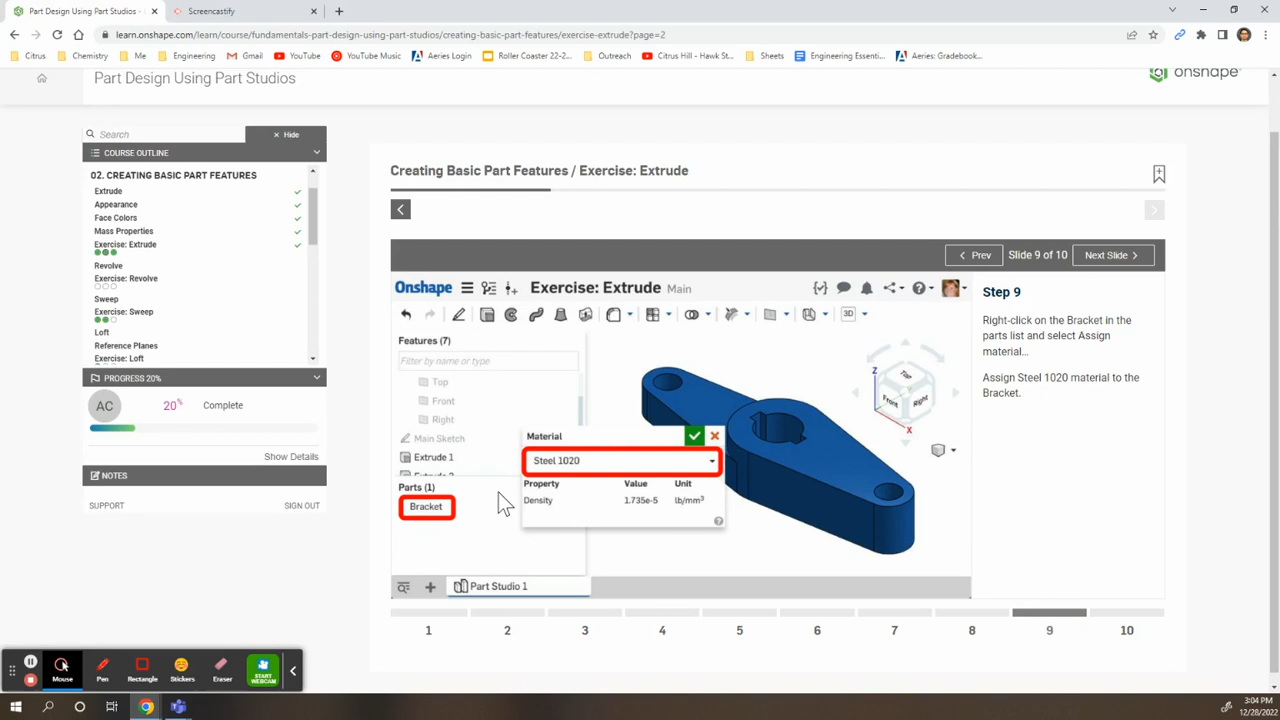 Part Design Using Part Studios - 
Screencastify
learn.onshape.com/learn/course/fundamentals-part-design-using-part-studios/creating-basic-part-features/exercise-extrude?page=2
Citrus
Chemistry
Me
Engineering
Gmail
YouTube
YouTube Music
Aeries Login
Roller Coaster 22-2...
Outreach
Citrus Hill - Hawk St...
Sheets
Engineering Essenti...
Aeries: Gradebook...
Part Design Using Part Studios
onshape
Search
Hide
COURSE OUTLINE
02. CREATING BASIC PART FEATURES
Extrude
Appearance
Face Colors
Mass Properties
Exercise: Extrude
Revolve
Exercise: Revolve
Sweep
Exercise: Sweep
Loft
Reference Planes
Exercise: Loft
PROGRESS 20%
AC
20%
Complete
Show Details
NOTES
SUPPORT
SIGN OUT
Creating Basic Part Features / Exercise: Extrude
Prev
Slide 9 of 10
Next Slide
Onshape
Exercise: Extrude Main
3D
Features (7)
Filter by name or type
Top
Front
Right
Main Sketch
Extrude 1
Parts (1)
Bracket
Material
Steel 1020
Property Value Unit
Density 1.735e-5 lb/mm³
Z
Top
Front
Right
X
Part Studio 1
Step 9
Right-click on the Bracket in the
parts list and select Assign
material...
Assign Steel 1020 material to the
Bracket.
1 2 3 4 5 6 7 8 9 10
Mouse
Pen
Rectangle
Stickers
Eraser
START
WEBCAM
3:04 PM
12/28/2022